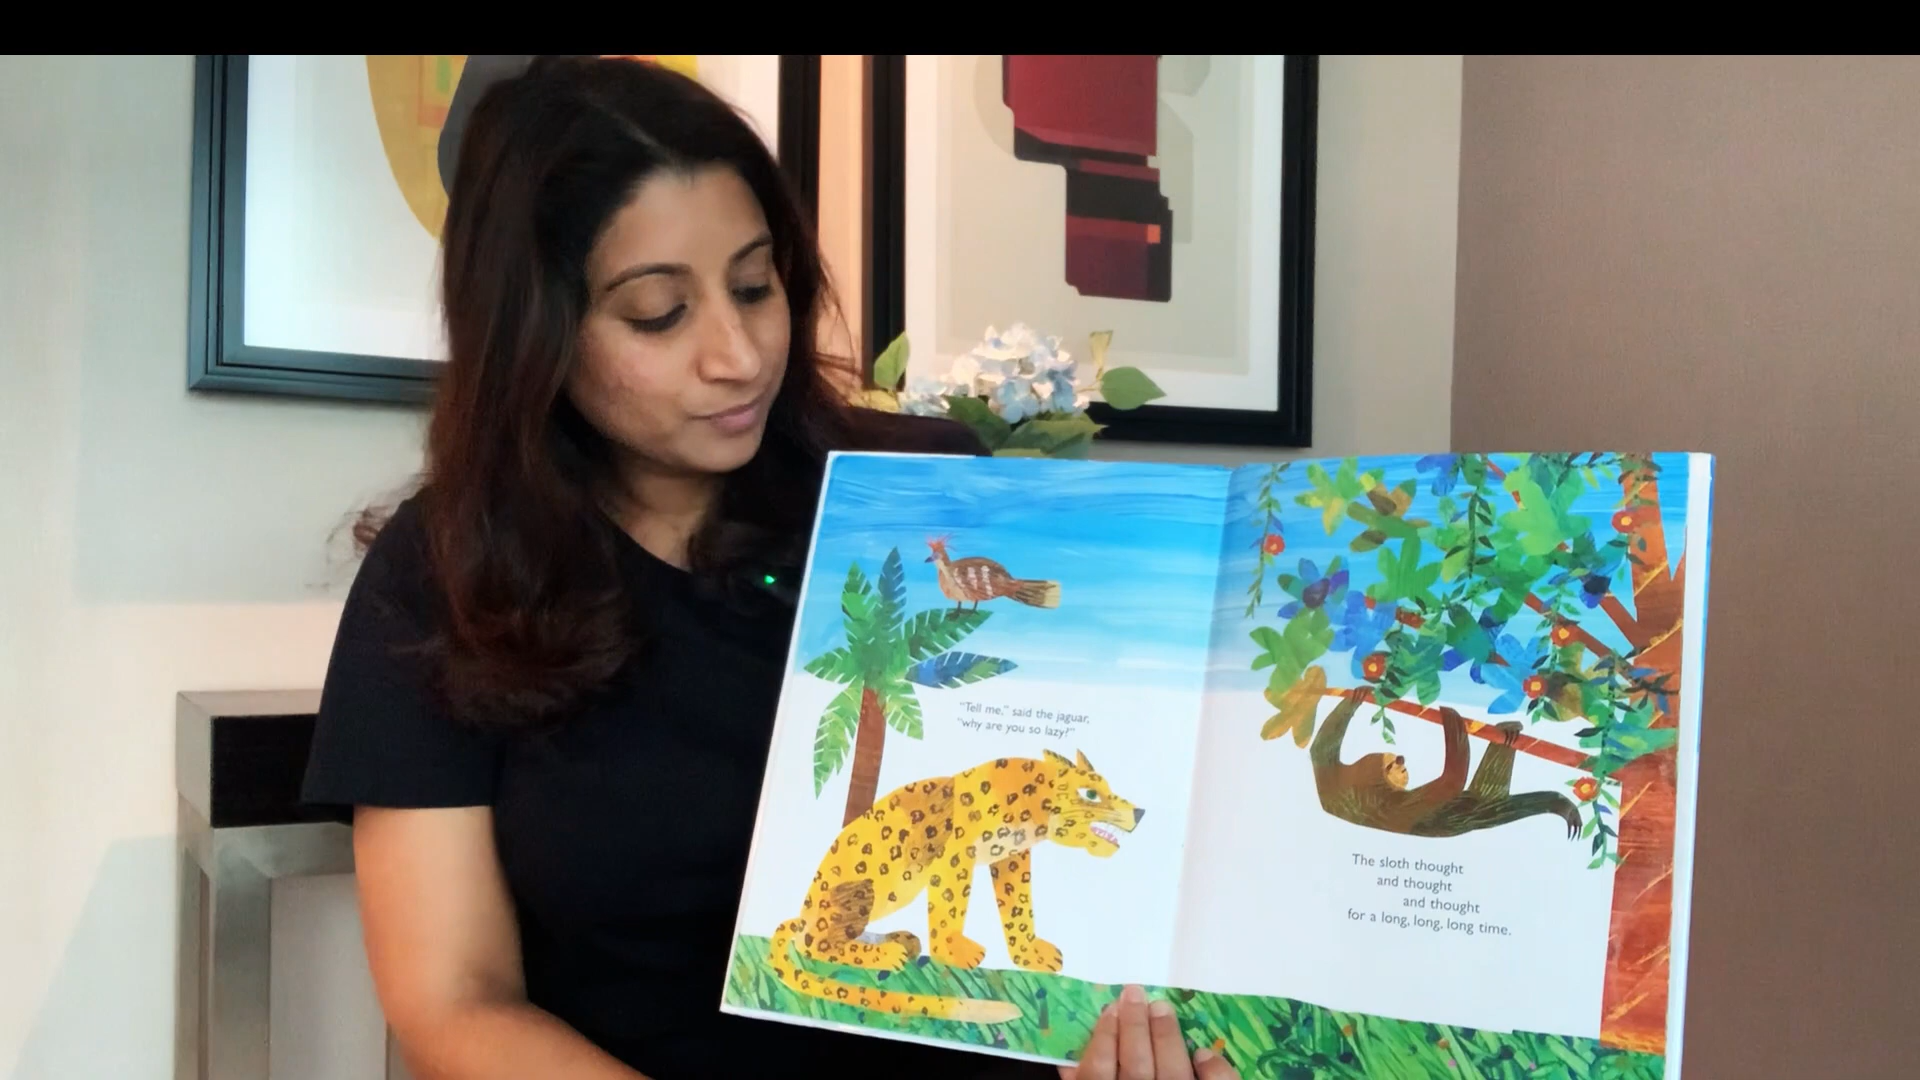 "Tell me," said the jaguar,
"why are you so lazy?"
The sloth thought
and thought
and thought
for a long, long, long time.